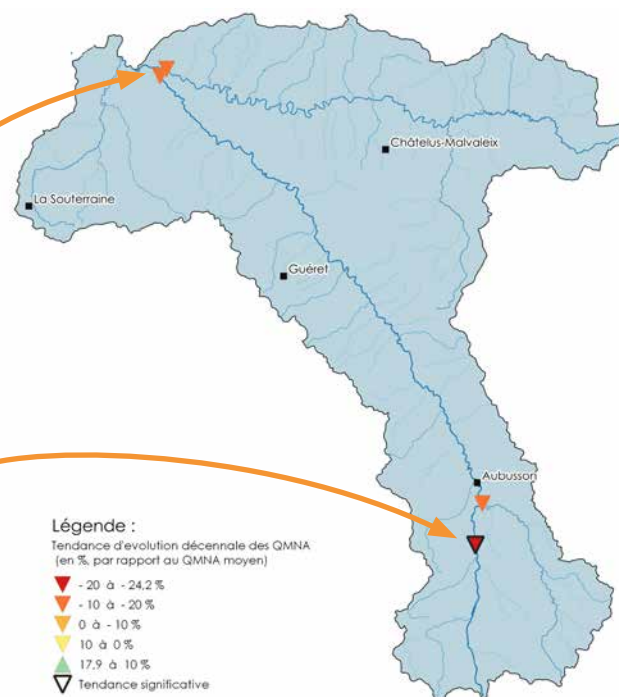 Châtelus-Malvaleix
La Souterraine
Guéret
Aubusson
Légende :
Tendance d'evolution décennale des QMNA
(en %, par rapport au QMNA moyen)
- 20 à - 24,2 %
- 10 à - 20 %
0 à - 10 %
10 à 0 %
17,9 à 10 %
Tendance significative